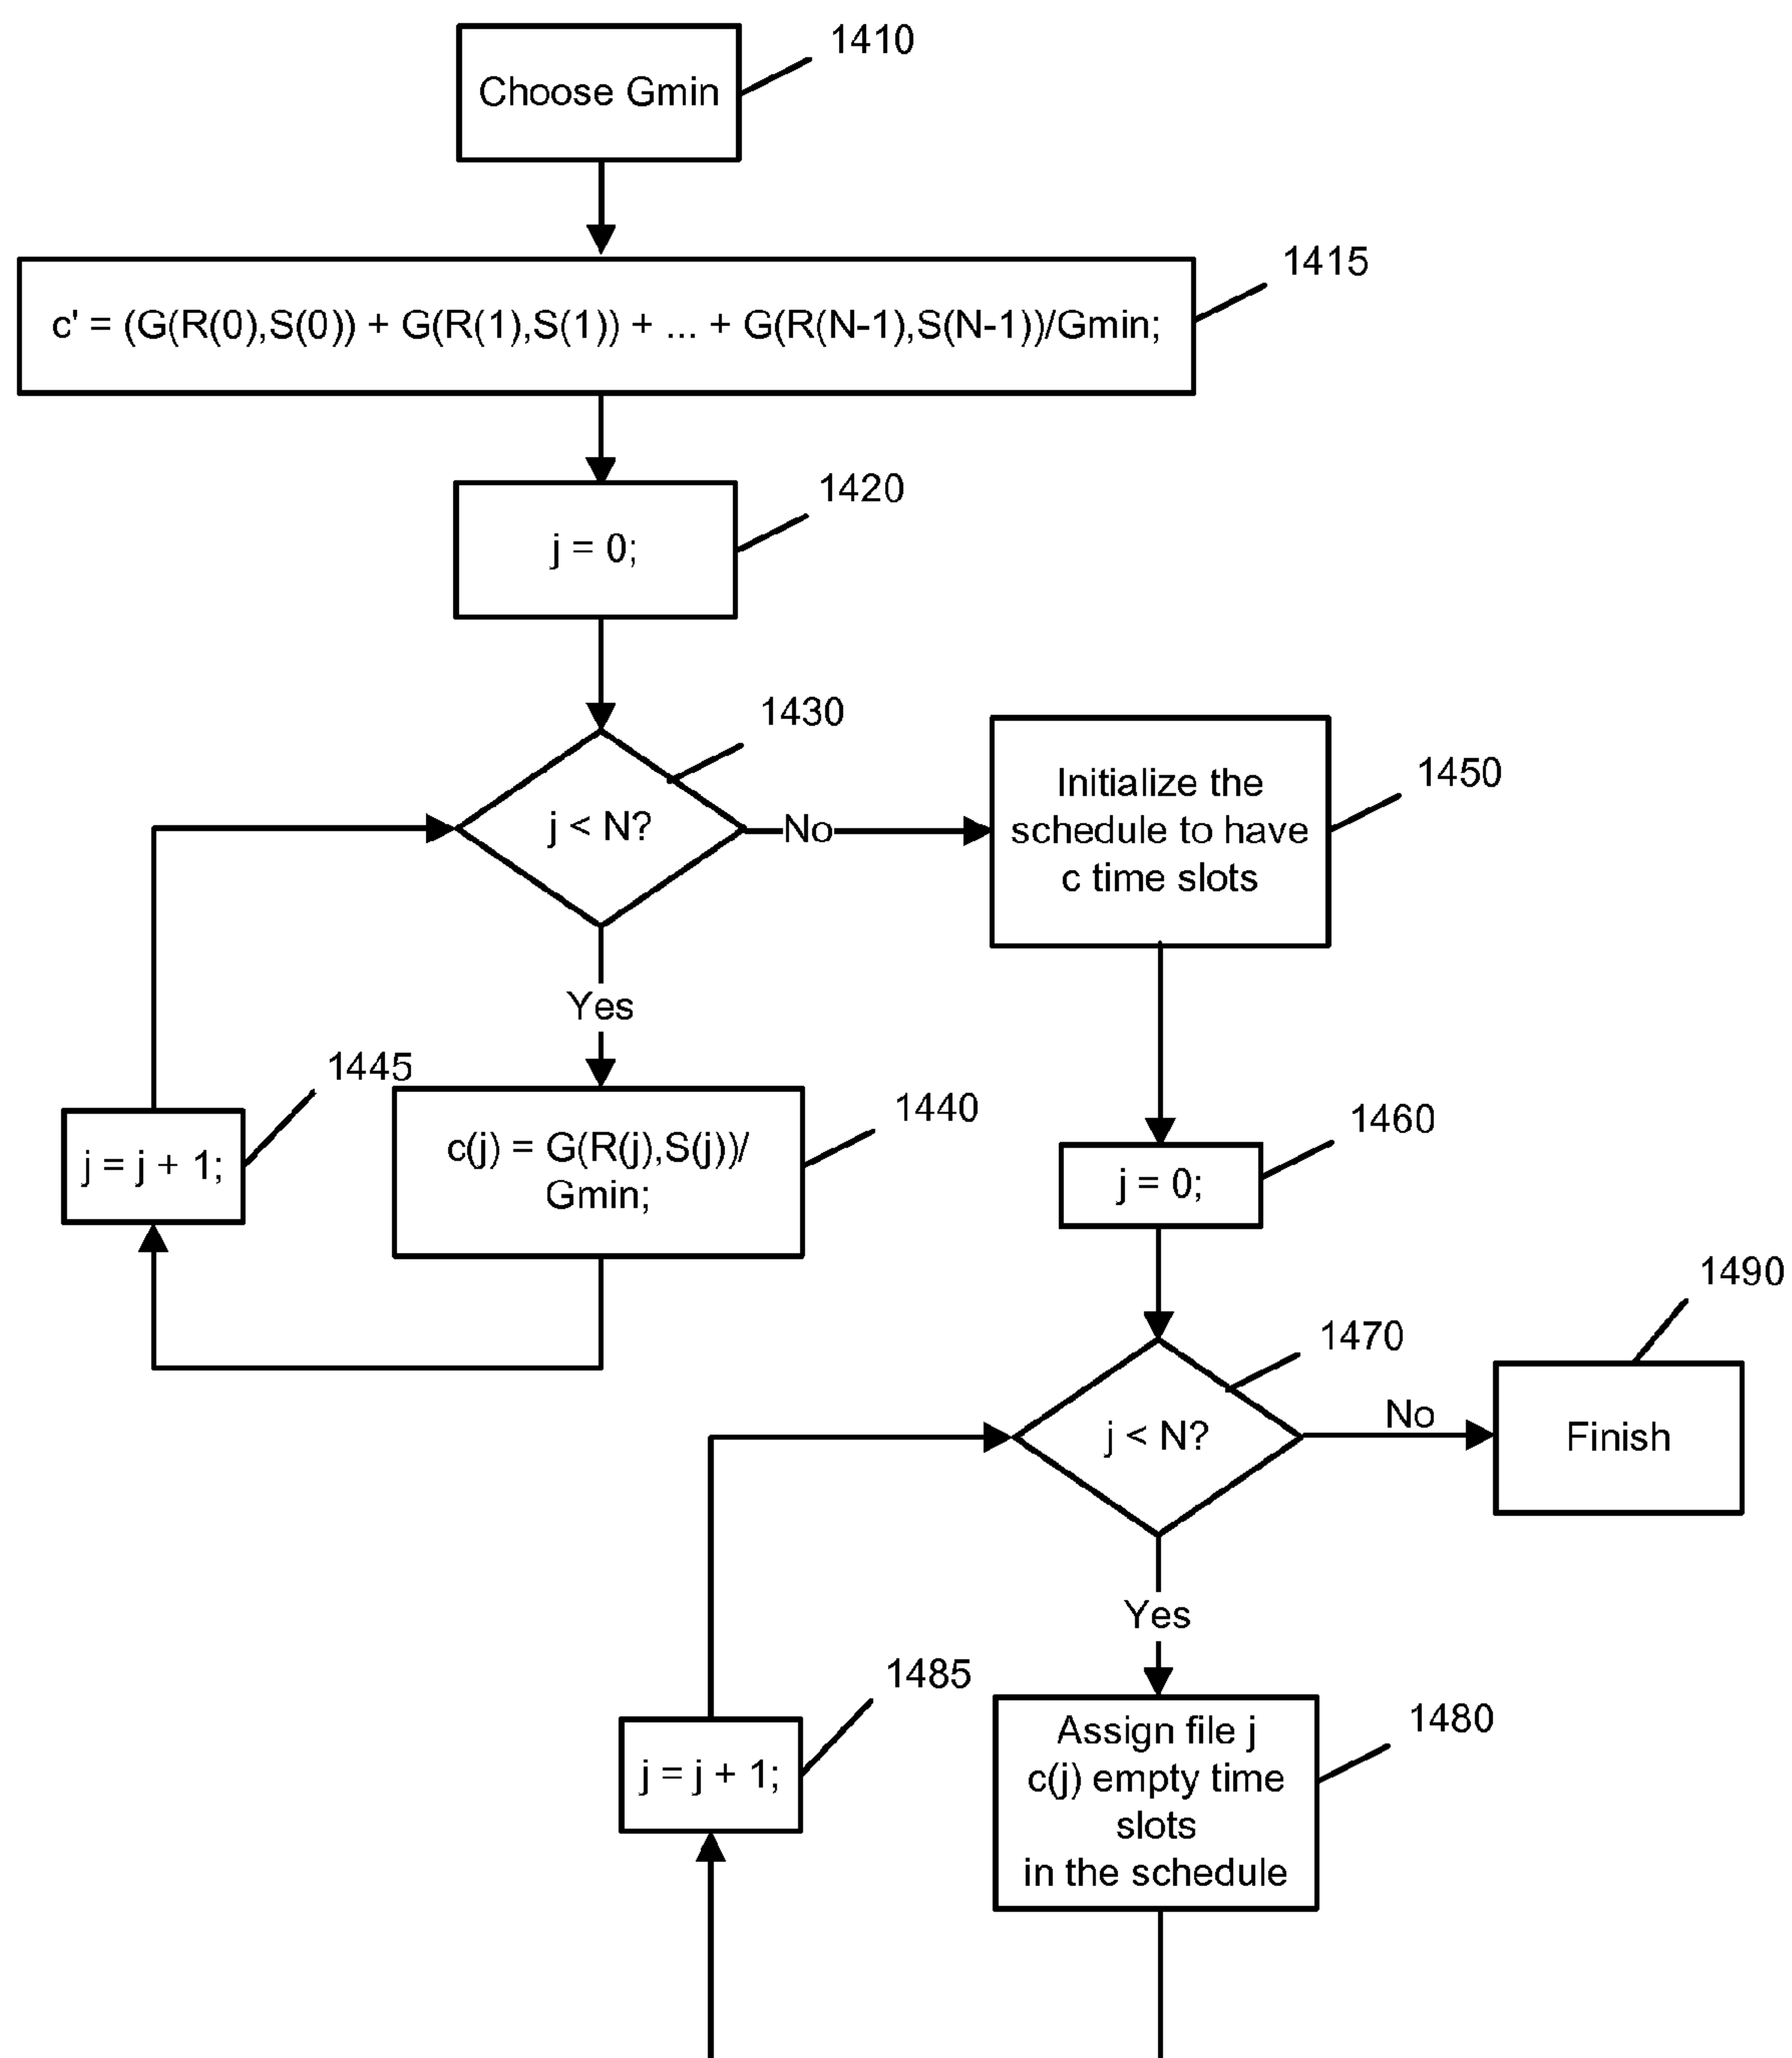 1410
Choose Gmin
1415
c' = (G(R(0),S(0)) + G(R(1),S(1)) + ... + G(R(N-1),S(N-1))/Gmin;
1420
j = 0;
1430
j < N?
No
Initialize the
schedule to have
c time slots
1450
Yes
1445
j = j + 1;
1440
c(j) = G(R(j),S(j))/
Gmin;
1460
j = 0;
1470
j < N?
No
1490
Finish
Yes
1485
j = j + 1;
1480
Assign file j
c(j) empty time
slots
in the schedule